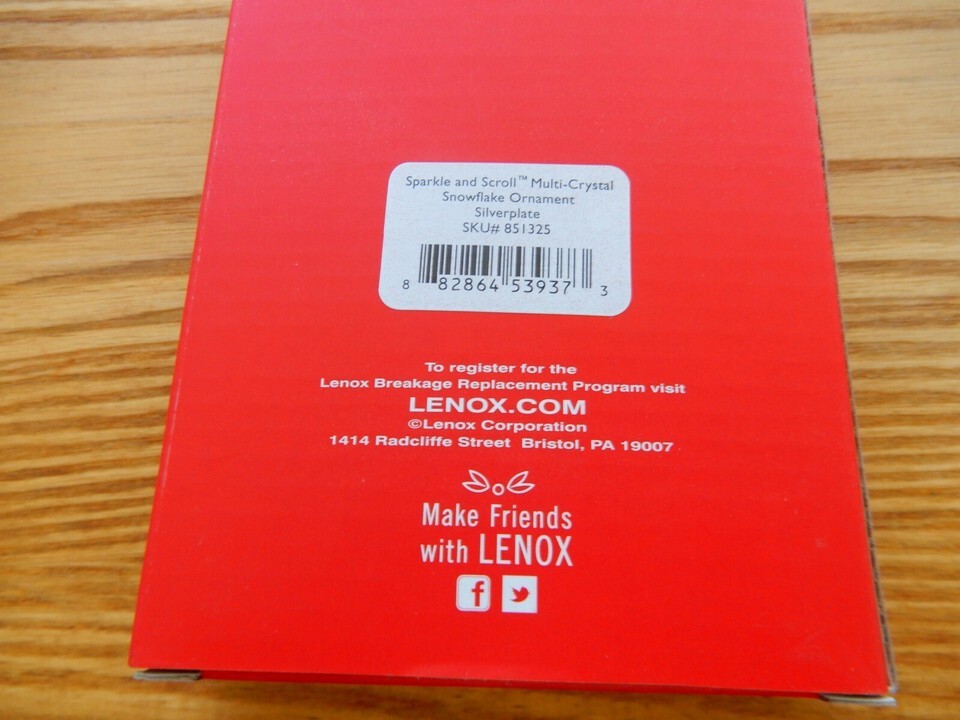 Sparkle and Scroll™ Multi-Crystal
Snowflake Ornament
Silverplate
SKU# 851325
8 82864 53937 3
To register for the
Lenox Breakage Replacement Program visit
LENOX.COM
©Lenox Corporation
1414 Radcliffe Street Bristol, PA 19007
Make Friends
with LENOX
f